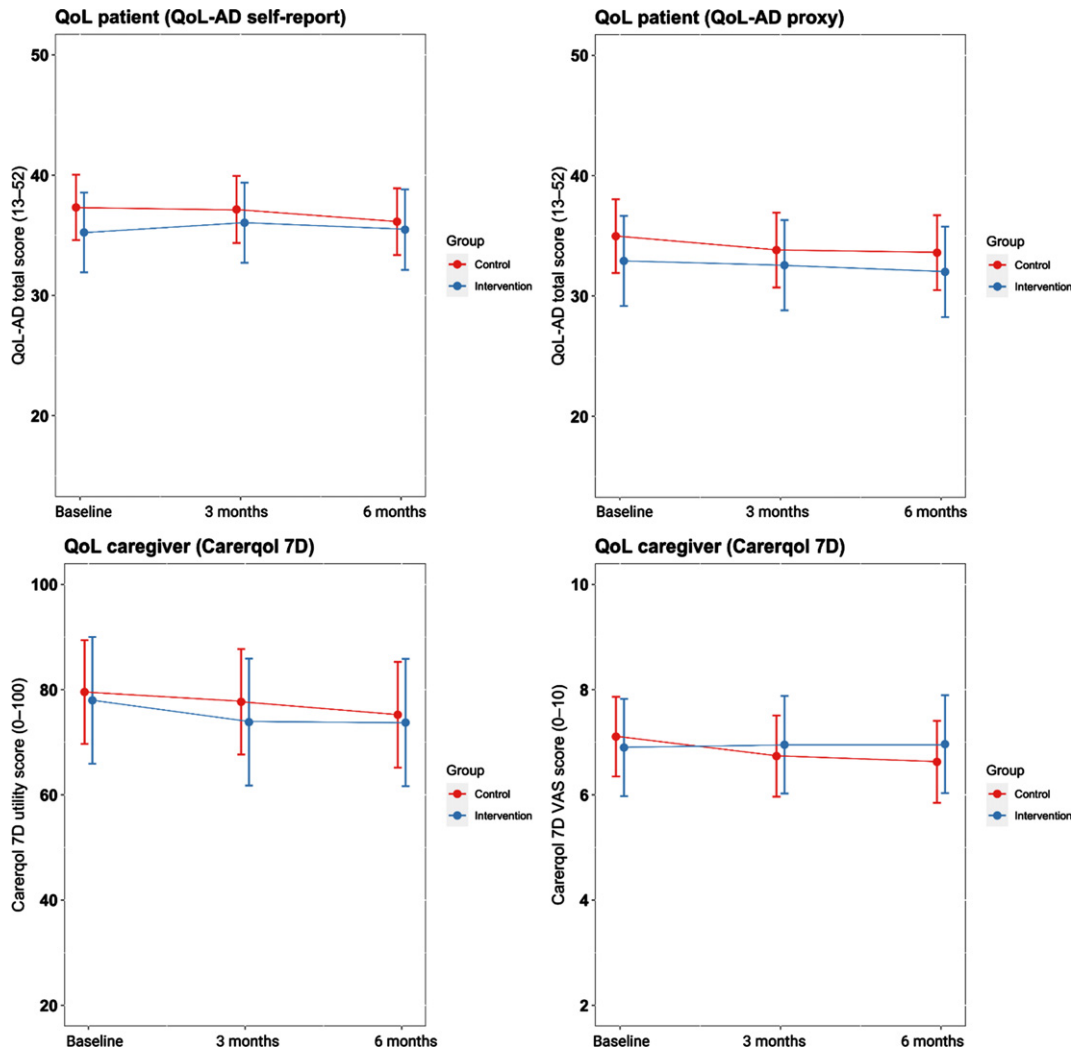 QoL patient (QoL-AD self-report)
QoL-AD total score (13–52)
50
40
30
20
Baseline 3 months 6 months
Group
Control
Intervention
QoL patient (QoL-AD proxy)
QoL-AD total score (13–52)
50
40
30
20
Baseline 3 months 6 months
Group
Control
Intervention
QoL caregiver (Carerqol 7D)
Carerqol 7D utility score (0–100)
100
80
60
40
20
Baseline 3 months 6 months
Group
Control
Intervention
QoL caregiver (Carerqol 7D)
Carerqol 7D VAS score (0–10)
10
8
6
4
2
Baseline 3 months 6 months
Group
Control
Intervention